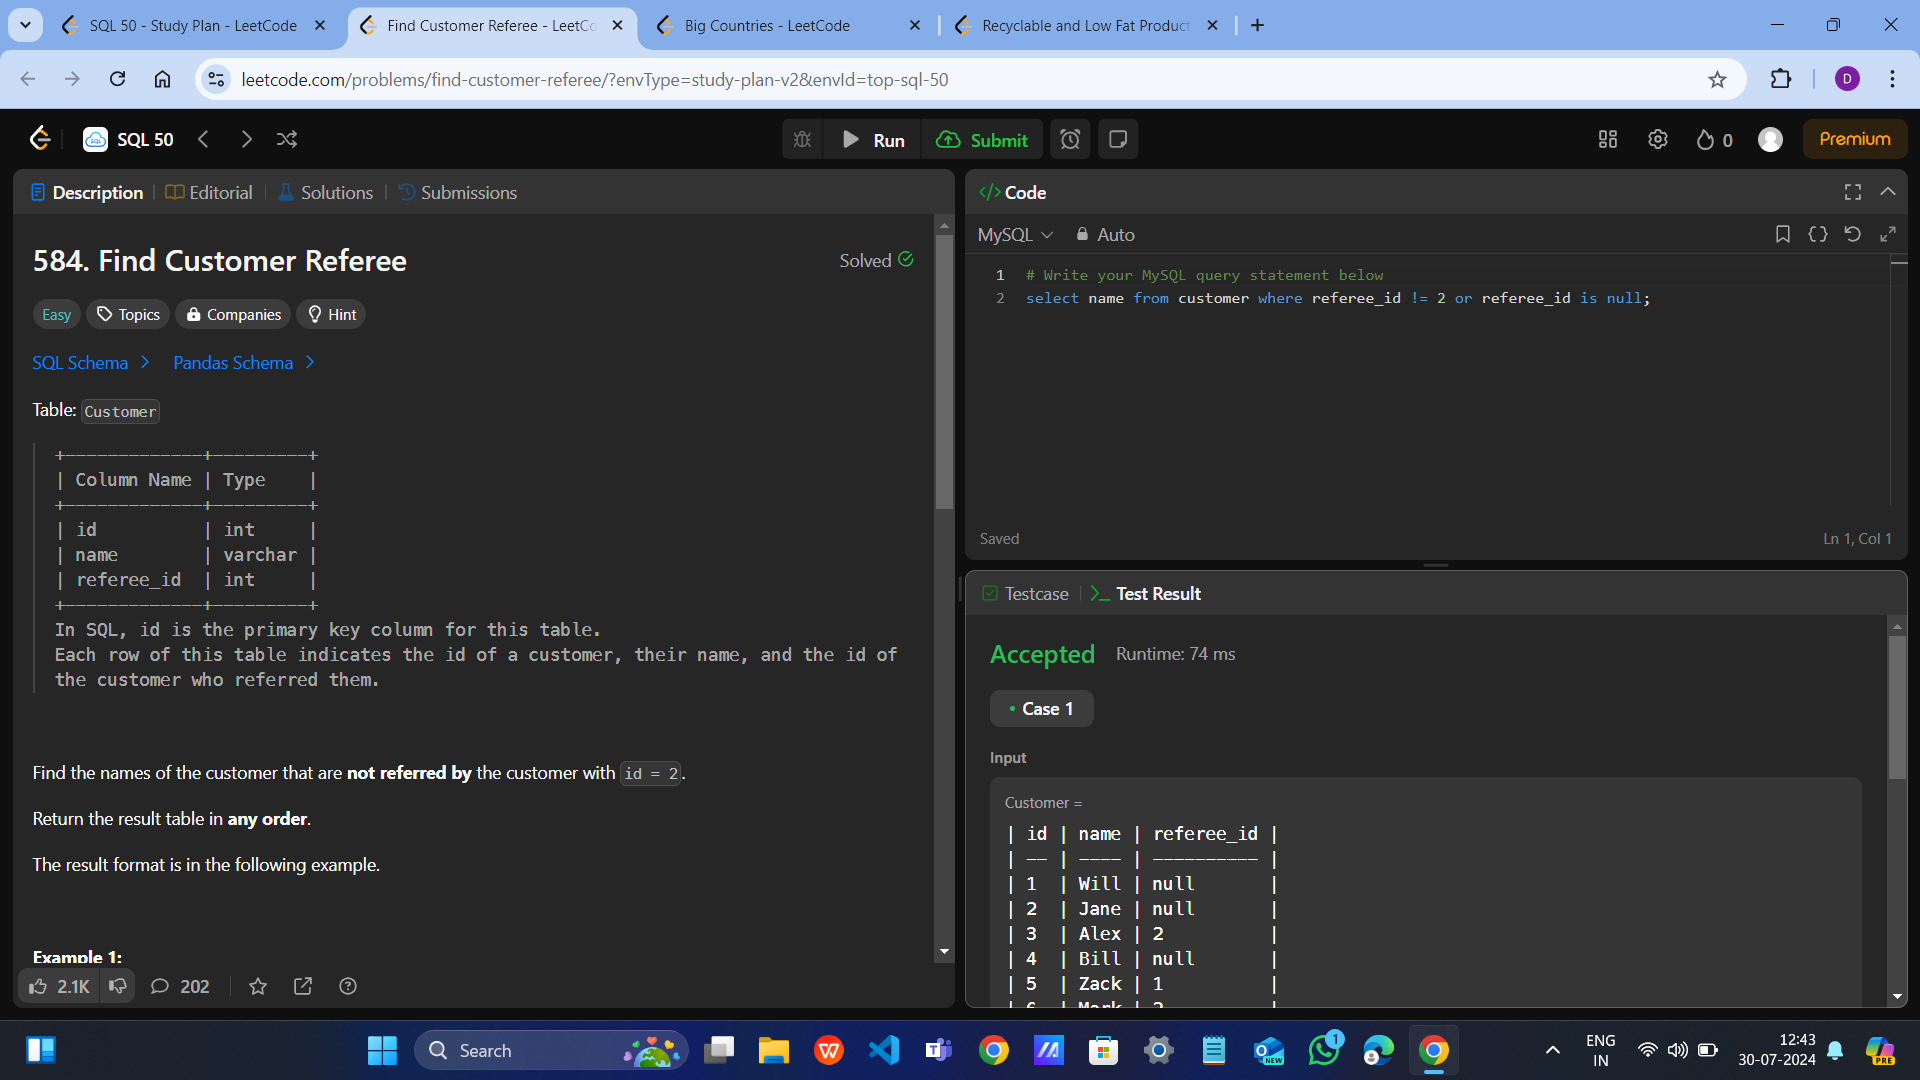 SQL 50 - Study Plan - LeetCode
Find Customer Referee - LeetCo
Big Countries - LeetCode
Recyclable and Low Fat Product
leetcode.com/problems/find-customer-referee/?envType=study-plan-v2&envId=top-sql-50
D
SQL 50
Run
Submit
0
Premium
Description
Editorial
Solutions
Submissions
584. Find Customer Referee
Solved
Easy
Topics
Companies
Hint
SQL Schema
Pandas Schema
Table: Customer
+-------------+---------+
| Column Name | Type    |
+-------------+---------+
| id          | int     |
| name        | varchar |
| referee_id  | int     |
+-------------+---------+
In SQL, id is the primary key column for this table.
Each row of this table indicates the id of a customer, their name, and the id of
the customer who referred them.
Find the names of the customer that are not referred by the customer with id = 2.
Return the result table in any order.
The result format is in the following example.
Example 1:
2.1K
202
Code
MySQL
Auto
1 # Write your MySQL query statement below
2 select name from customer where referee_id != 2 or referee_id is null;
Saved
Ln 1, Col 1
Testcase
Test Result
Accepted
Runtime: 74 ms
Case 1
Input
Customer =
| id | name | referee_id |
| -- | ---- | ---------- |
| 1  | Will | null       |
| 2  | Jane | null       |
| 3  | Alex | 2          |
| 4  | Bill | null       |
| 5  | Zack | 1          |
| 6  | Mark | 2          |
Search
NEW
1
ENG
IN
12:43
30-07-2024
PRE